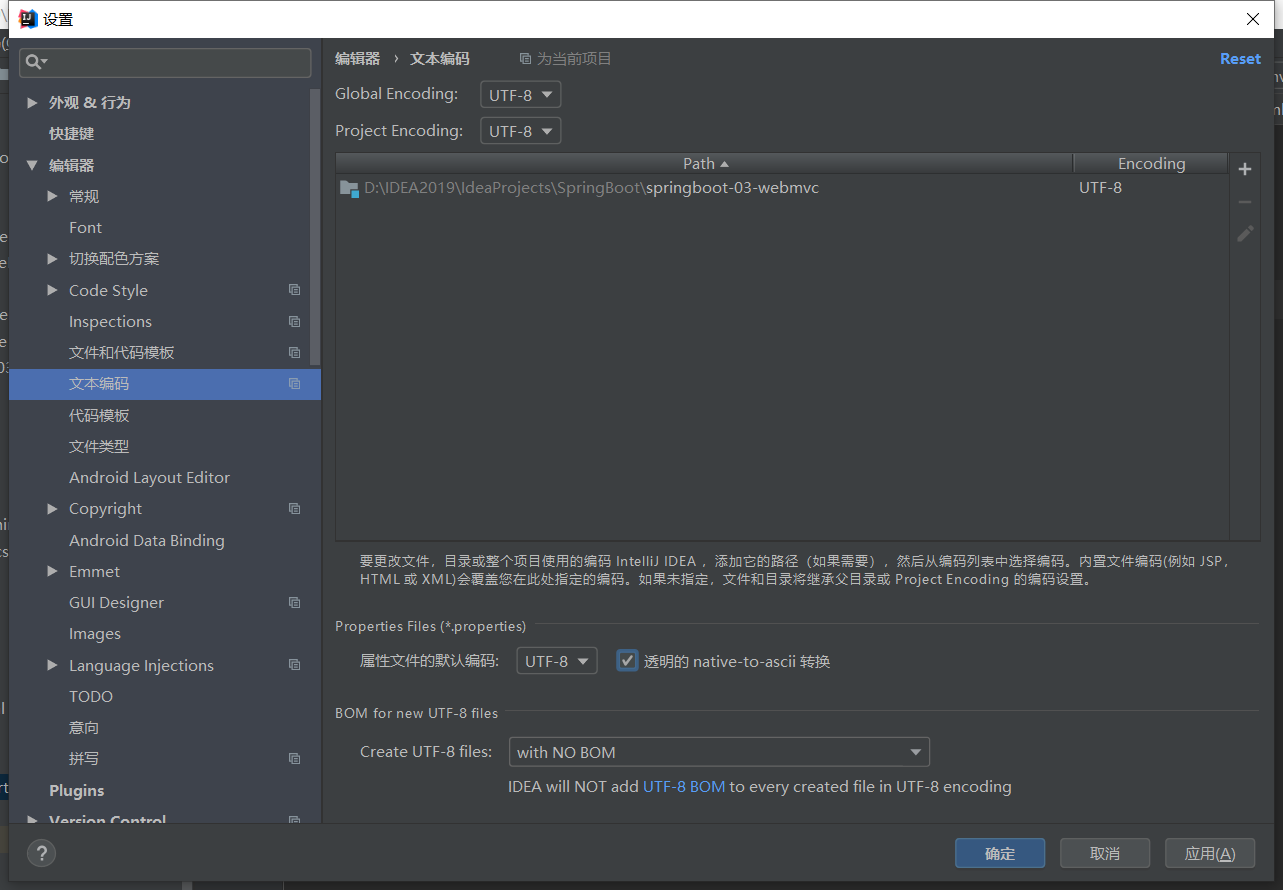 设置
编辑器 › 文本编码 为当前项目 Reset
外观 & 行为
快捷键
编辑器
常规
Font
切换配色方案
Code Style
Inspections
文件和代码模板
文本编码
代码模板
文件类型
Android Layout Editor
Copyright
Android Data Binding
Emmet
GUI Designer
Images
Language Injections
TODO
意向
拼写
Plugins
Version Control
Global Encoding: UTF-8
Project Encoding: UTF-8
Path Encoding
D:\IDEA2019\IdeaProjects\SpringBoot\springboot-03-webmvc UTF-8
要更改文件，目录或整个项目使用的编码 IntelliJ IDEA ，添加它的路径（如果需要），然后从编码列表中选择编码。内置文件编码(例如 JSP，
HTML 或 XML)会覆盖您在此处指定的编码。如果未指定，文件和目录将继承父目录或 Project Encoding 的编码设置。
Properties Files (*.properties)
属性文件的默认编码: UTF-8 透明的 native-to-ascii 转换
BOM for new UTF-8 files
Create UTF-8 files: with NO BOM
IDEA will NOT add UTF-8 BOM to every created file in UTF-8 encoding
?
确定 取消 应用(A)